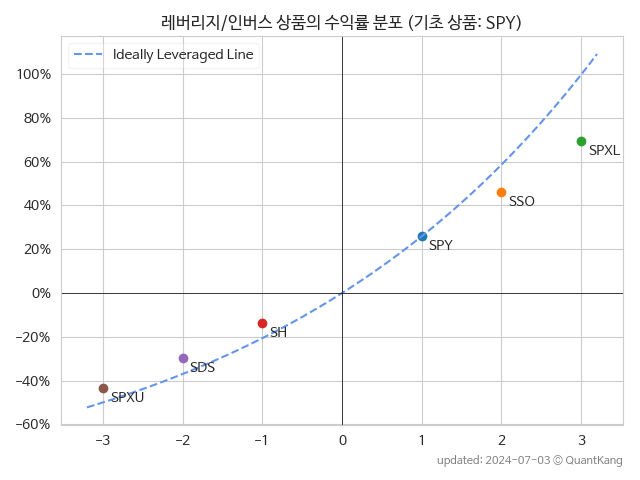 레버리지/인버스 상품의 수익률 분포 (기초 상품: SPY)
Ideally Leveraged Line
100%
80%
60%
40%
20%
0%
−20%
−40%
−60%
SPXL
SSO
SPY
SH
SDS
SPXU
−3
−2
−1
0
1
2
3
updated: 2024-07-03 © QuantKang